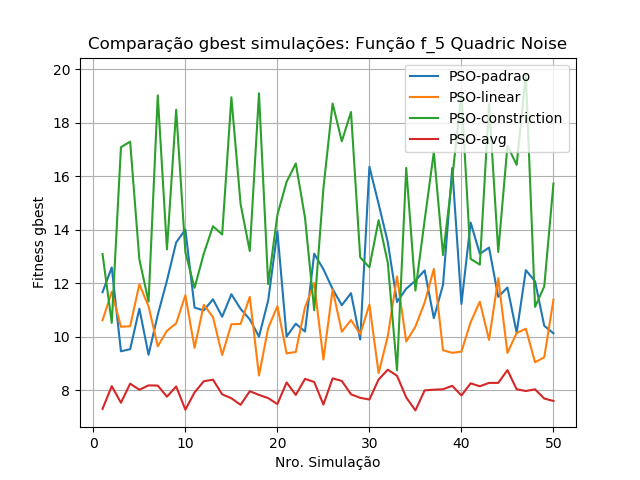 Comparação gbest simulações: Função f_5 Quadric Noise
PSO-padrao
PSO-linear
PSO-constriction
PSO-avg
Fitness gbest
20
18
16
14
12
10
8
0
10
20
30
40
50
Nro. Simulação